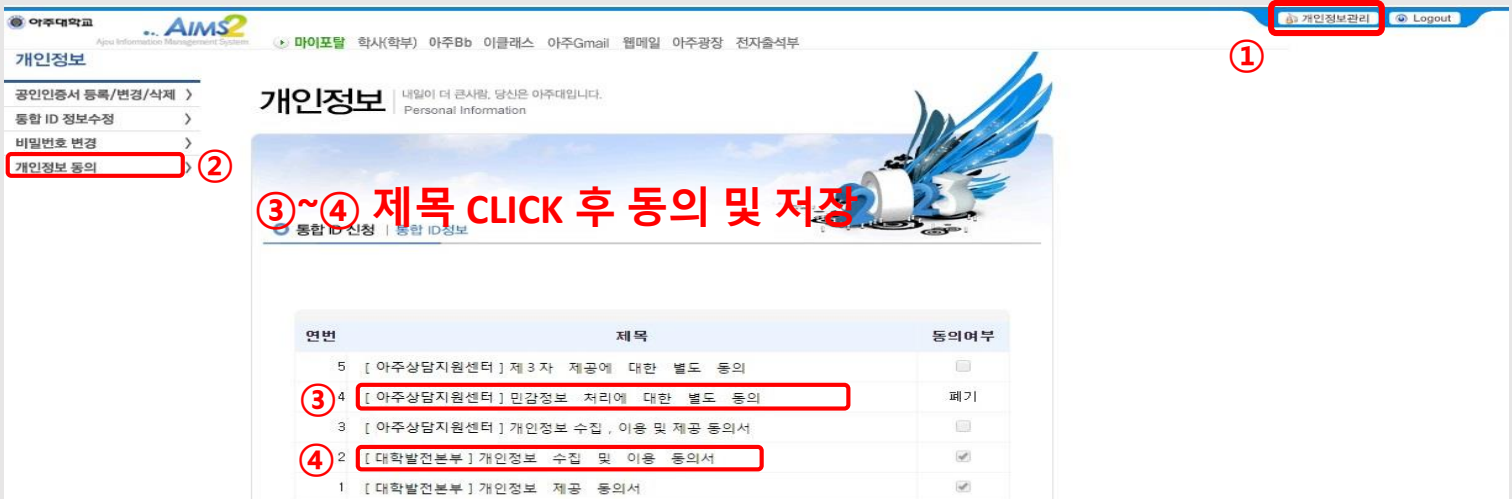 아주대학교
AIMS2
Ajou Information Management System
개인정보관리
Logout
①
마이포탈 학사(학부) 아주Bb 이클래스 아주Gmail 웹메일 아주광장 전자출석부
개인정보
공인인증서 등록/변경/삭제 〉
통합 ID 정보수정 〉
비밀번호 변경 〉
개인정보 동의 〉 ②
개인정보
내일이 더 큰사람, 당신은 아주대입니다.
Personal Information
2023
③~④ 제목 CLICK 후 동의 및 저장
통합 ID 신청 | 통합 ID정보
연번 제목 동의여부
5 [ 아주상담지원센터 ] 제 3 자 제공에 대한 별도 동의
③ 4 [ 아주상담지원센터 ] 민감정보 처리에 대한 별도 동의 폐기
3 [ 아주상담지원센터 ] 개인정보 수집 , 이용 및 제공 동의서
④ 2 [ 대학발전본부 ] 개인정보 수집 및 이용 동의서
1 [ 대학발전본부 ] 개인정보 제공 동의서